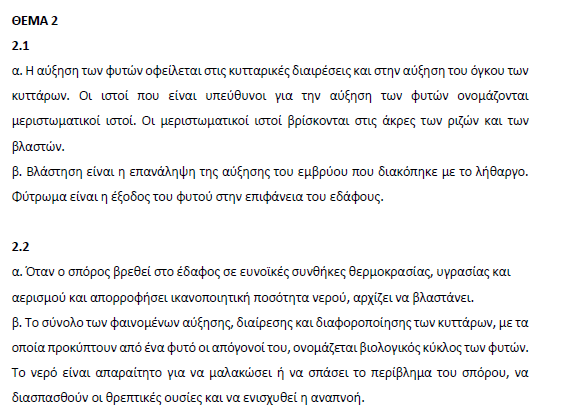 ΘΕΜΑ 2
2.1
α. Η αύξηση των φυτών οφείλεται στις κυτταρικές διαιρέσεις και στην αύξηση του όγκου των
κυττάρων. Οι ιστοί που είναι υπεύθυνοι για την αύξηση των φυτών ονομάζονται
μεριστωματικοί ιστοί. Οι μεριστωματικοί ιστοί βρίσκονται στις άκρες των ριζών και των
βλαστών.
β. Βλάστηση είναι η επανάληψη της αύξησης του εμβρύου που διακόπηκε με το λήθαργο.
Φύτρωμα είναι η έξοδος του φυτού στην επιφάνεια του εδάφους.
2.2
α. Όταν ο σπόρος βρεθεί στο έδαφος σε ευνοϊκές συνθήκες θερμοκρασίας, υγρασίας και
αερισμού και απορροφήσει ικανοποιητική ποσότητα νερού, αρχίζει να βλαστάνει.
β. Το σύνολο των φαινομένων αύξησης, διαίρεσης και διαφοροποίησης των κυττάρων, με τα
οποία προκύπτουν από ένα φυτό οι απόγονοί του, ονομάζεται βιολογικός κύκλος των φυτών.
Το νερό είναι απαραίτητο για να μαλακώσει ή να σπάσει το περίβλημα του σπόρου, να
διασπασθούν οι θρεπτικές ουσίες και να ενισχυθεί η αναπνοή.